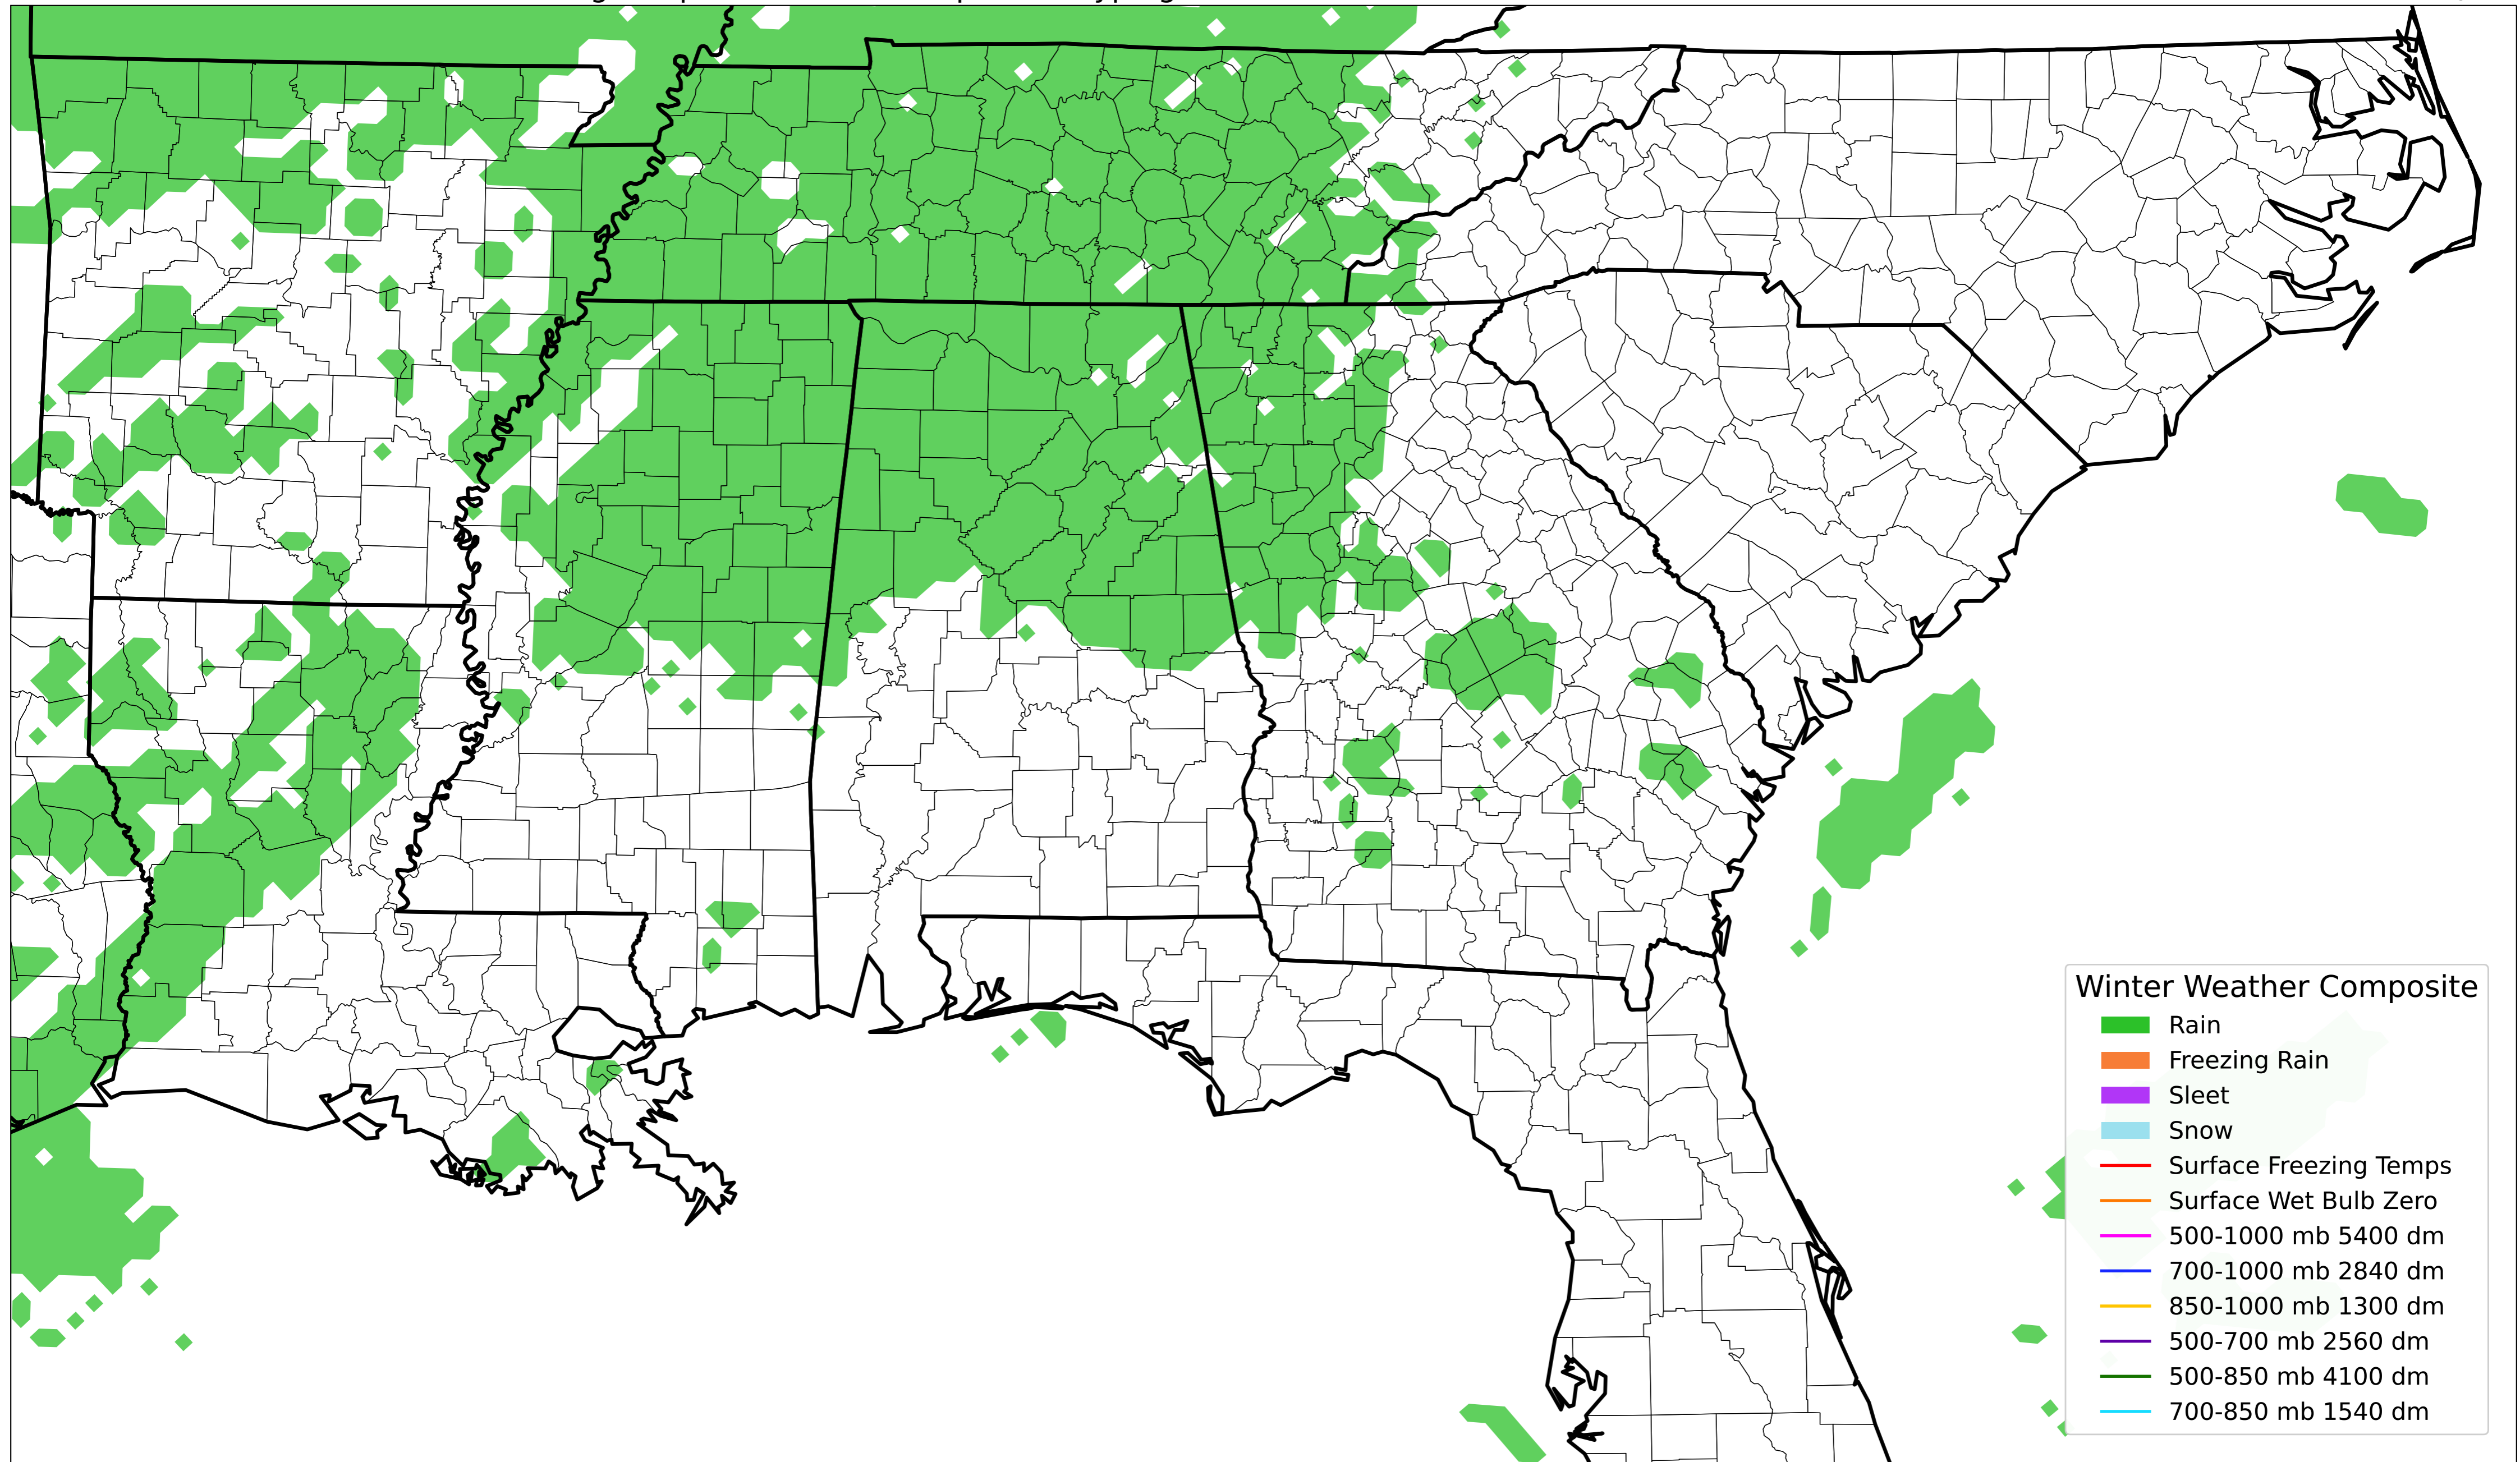 Winter Weather Composite
Rain
Freezing Rain
Sleet
Snow
Surface Freezing Temps
Surface Wet Bulb Zero
500-1000 mb 5400 dm
700-1000 mb 2840 dm
850-1000 mb 1300 dm
500-700 mb 2560 dm
500-850 mb 4100 dm
700-850 mb 1540 dm